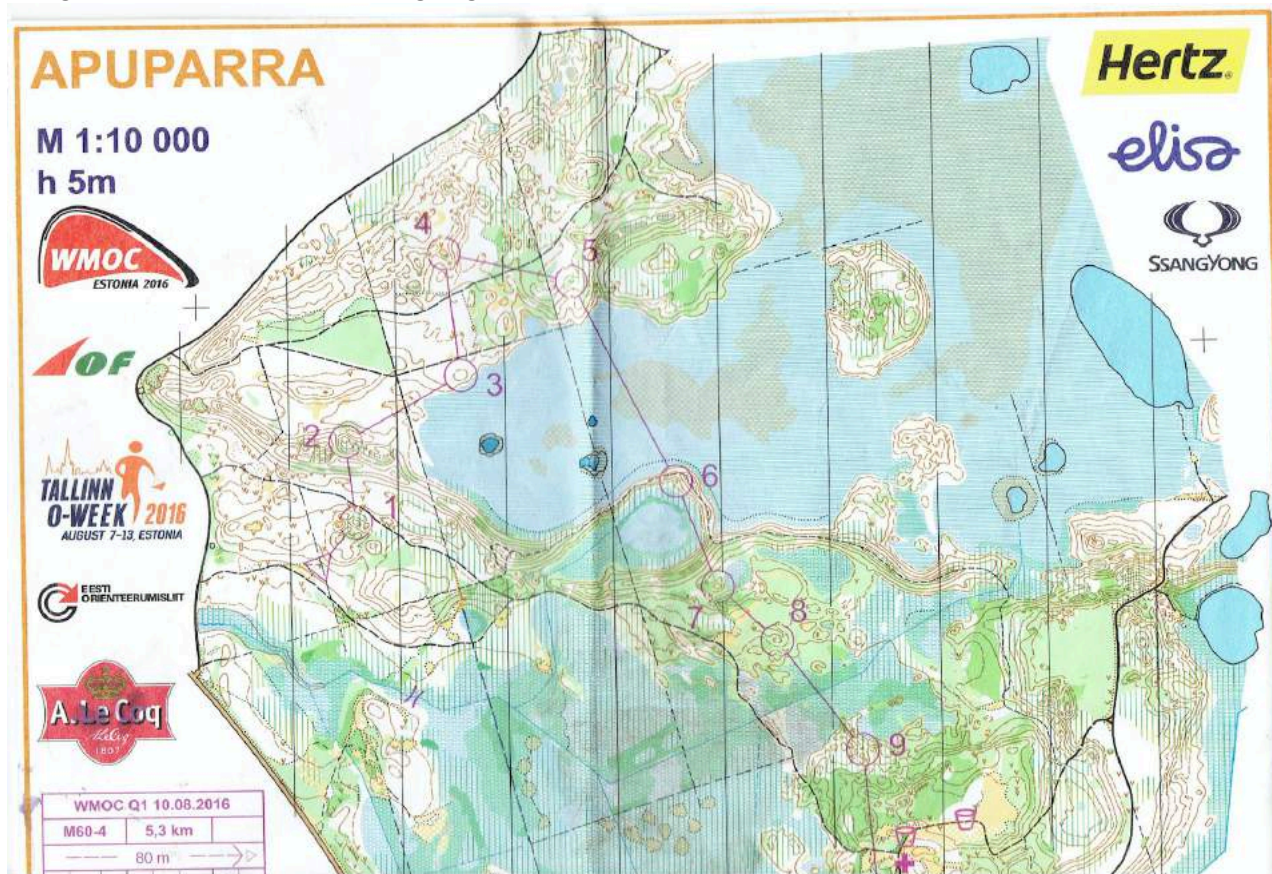 APUPARRA
M 1:10 000
h 5m
WMOC
ESTONIA 2016
IOF
TALLINN
O-WEEK 2016
AUGUST 7-13, ESTONIA
EESTI
ORIENTEERUMISLIIT
A. Le Coq
1807
WMOC Q1 10.08.2016
M60-4 5,3 km
80 m
Hertz
elisa
SSANGYONG
4
5
3
2
6
1
7
8
9